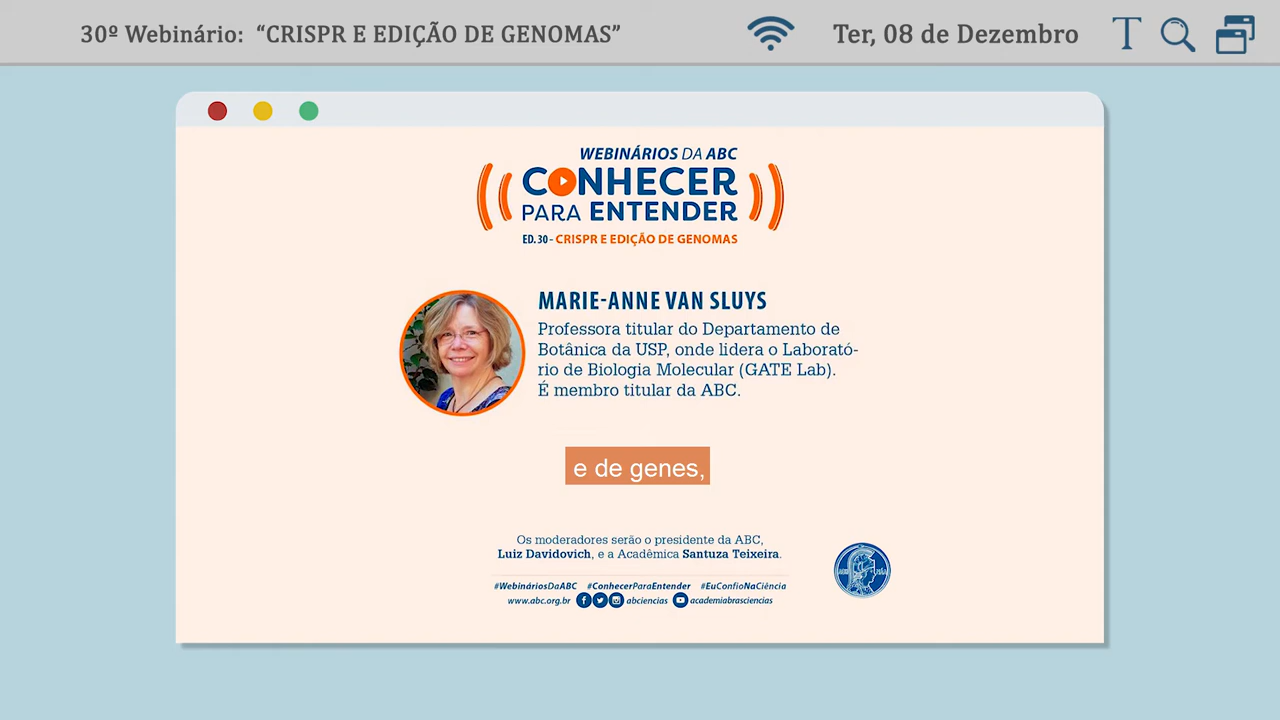 30º Webinário: “CRISPR E EDIÇÃO DE GENOMAS”
Ter, 08 de Dezembro
T
WEBINÁRIOS DA ABC
CONHECER
PARA ENTENDER
ED. 30 - CRISPR E EDIÇÃO DE GENOMAS
MARIE-ANNE VAN SLUYS
Professora titular do Departamento de
Botânica da USP, onde lidera o Laborató-
rio de Biologia Molecular (GATE Lab).
É membro titular da ABC.
e de genes,
Os moderadores serão o presidente da ABC,
Luiz Davidovich, e a Acadêmica Santuza Teixeira.
#WebináriosDaABC #ConhecerParaEntender #EuConfioNaCiência
www.abc.org.br abciencias academiabrasciencias